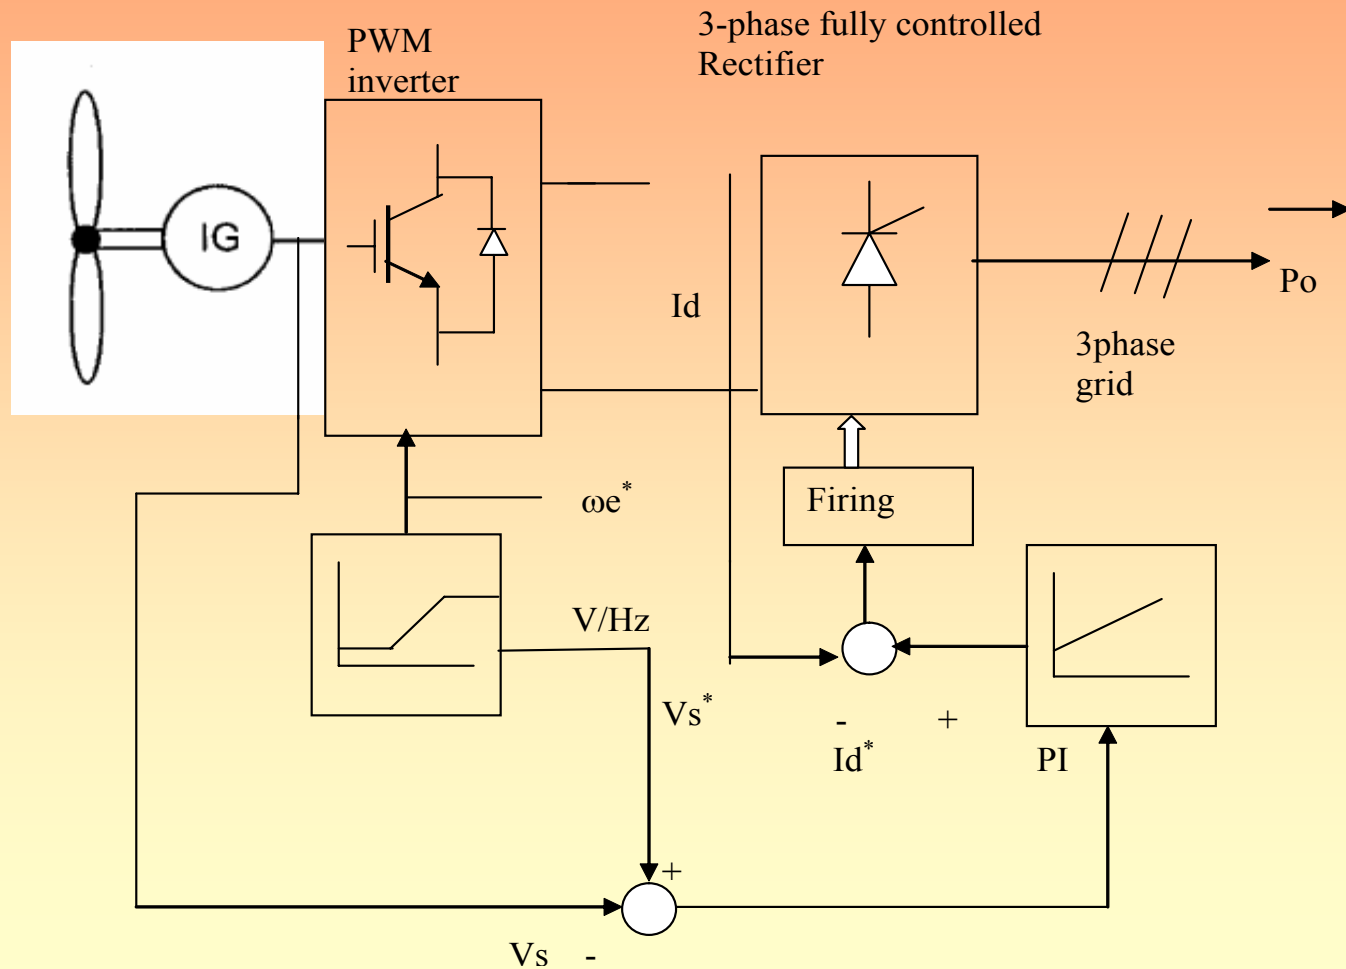 3-phase fully controlled
Rectifier
PWM
inverter
IG
Id
Po
3phase
grid
ωe*
Firing
V/Hz
Vs*
-
+
Id*
PI
+
Vs -